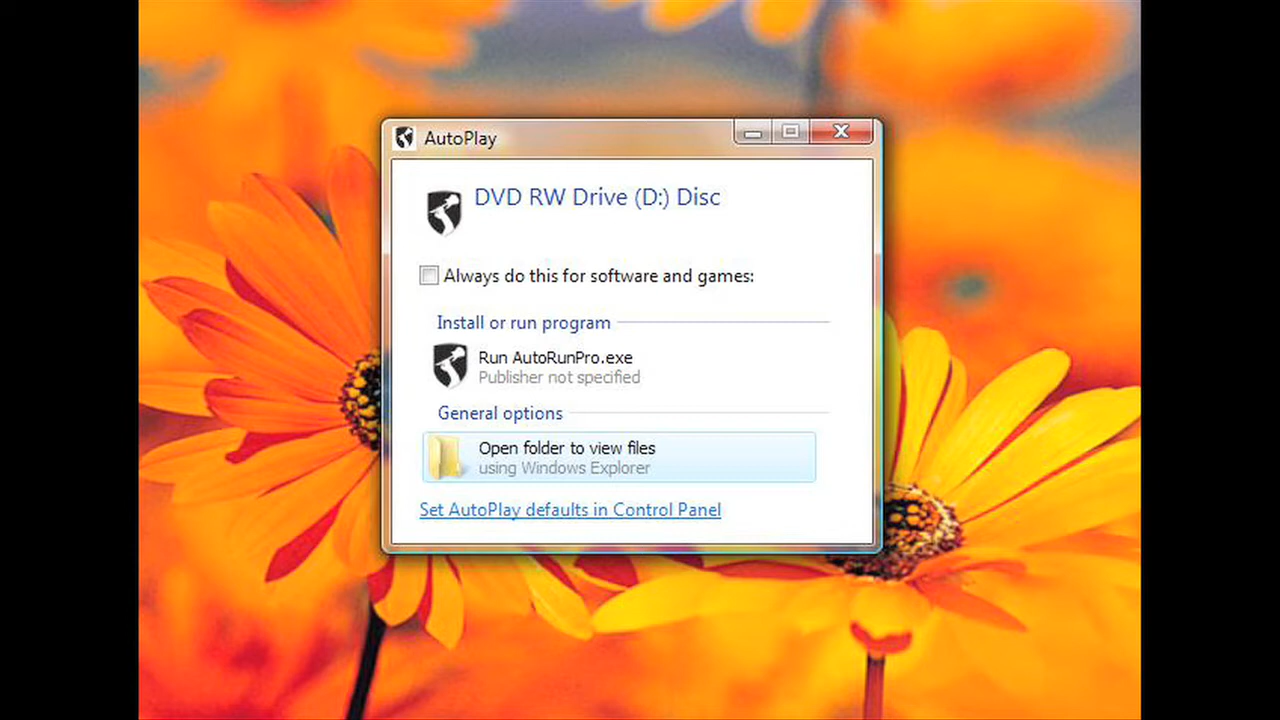 AutoPlay
DVD RW Drive (D:) Disc
Always do this for software and games:
Install or run program
Run AutoRunPro.exe
Publisher not specified
General options
Open folder to view files
using Windows Explorer
Set AutoPlay defaults in Control Panel